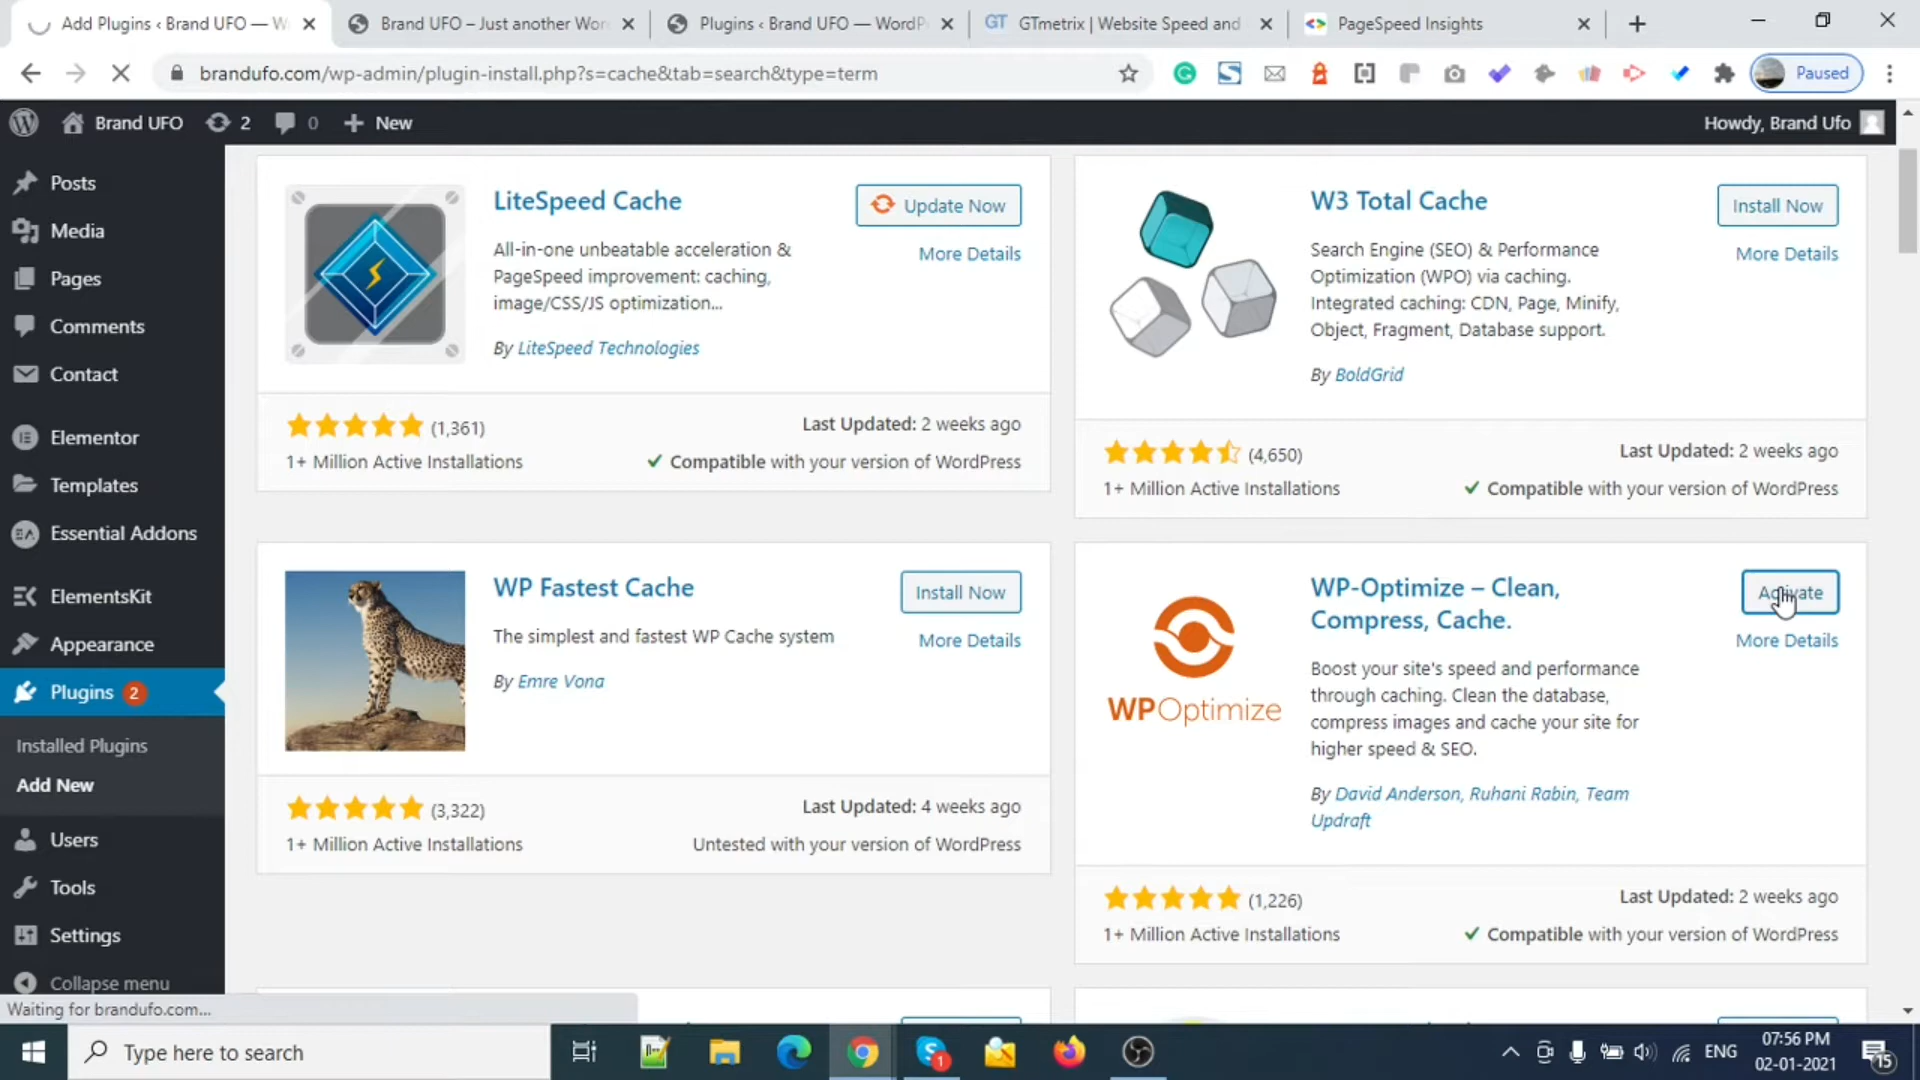 Add Plugins ‹ Brand UFO — W
Brand UFO – Just another Wor
Plugins ‹ Brand UFO — WordP
GT
GTmetrix | Website Speed and
PageSpeed Insights
brandufo.com/wp-admin/plugin-install.php?s=cache&tab=search&type=term
Paused
Brand UFO
2
0
New
Howdy, Brand Ufo
Posts
Media
Pages
Comments
Contact
Elementor
Templates
Essential Addons
ElementsKit
Appearance
Plugins 2
Installed Plugins
Add New
Users
Tools
Settings
Collapse menu
LiteSpeed Cache
Update Now
More Details
All-in-one unbeatable acceleration &
PageSpeed improvement: caching,
image/CSS/JS optimization...
By LiteSpeed Technologies
(1,361)
Last Updated: 2 weeks ago
1+ Million Active Installations
Compatible with your version of WordPress
W3 Total Cache
Install Now
More Details
Search Engine (SEO) & Performance
Optimization (WPO) via caching.
Integrated caching: CDN, Page, Minify,
Object, Fragment, Database support.
By BoldGrid
(4,650)
Last Updated: 2 weeks ago
1+ Million Active Installations
Compatible with your version of WordPress
WP Fastest Cache
Install Now
More Details
The simplest and fastest WP Cache system
By Emre Vona
(3,322)
Last Updated: 4 weeks ago
1+ Million Active Installations
Untested with your version of WordPress
WPOptimize
WP-Optimize – Clean,
Compress, Cache.
Activate
More Details
Boost your site's speed and performance
through caching. Clean the database,
compress images and cache your site for
higher speed & SEO.
By David Anderson, Ruhani Rabin, Team
Updraft
(1,226)
Last Updated: 2 weeks ago
1+ Million Active Installations
Compatible with your version of WordPress
Waiting for brandufo.com...
Type here to search
1
ENG
07:56 PM
02-01-2021
15